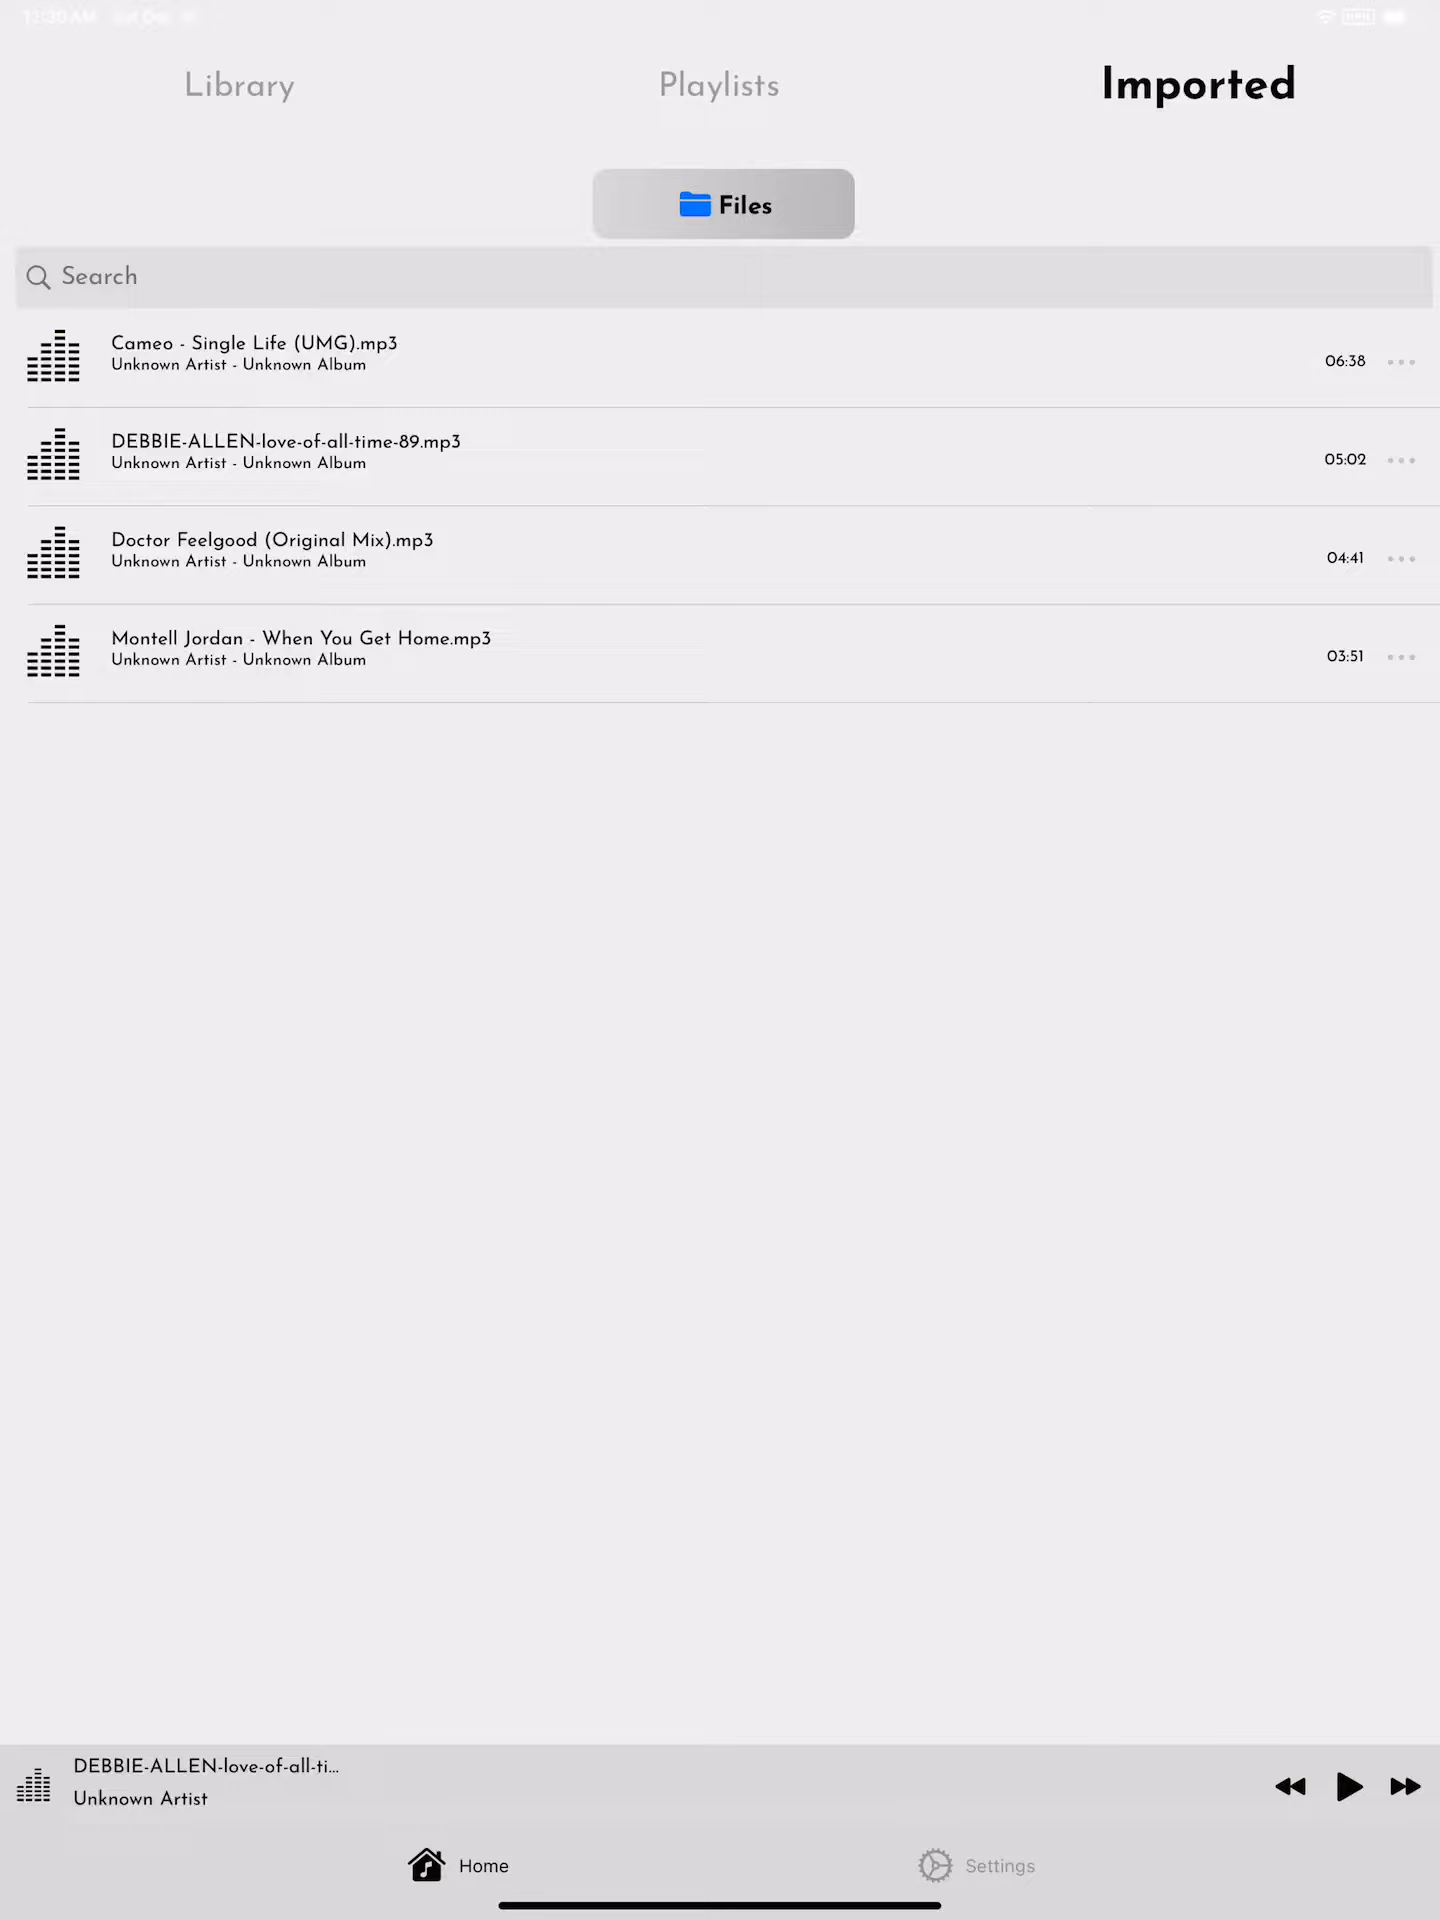 12:30 AM
Library
Playlists
Imported
Files
Search
Cameo - Single Life (UMG).mp3
Unknown Artist - Unknown Album
06:38
DEBBIE-ALLEN-love-of-all-time-89.mp3
Unknown Artist - Unknown Album
05:02
Doctor Feelgood (Original Mix).mp3
Unknown Artist - Unknown Album
04:41
Montell Jordan - When You Get Home.mp3
Unknown Artist - Unknown Album
03:51
DEBBIE-ALLEN-love-of-all-ti...
Unknown Artist
Home
Settings